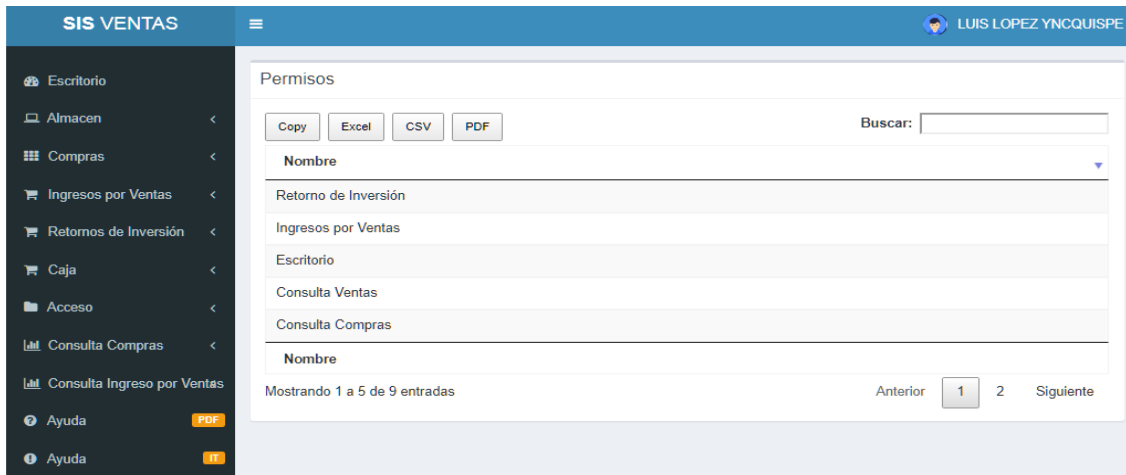 SIS VENTAS
LUIS LOPEZ YNCQUISPE
Escritorio
Almacen
Compras
Ingresos por Ventas
Retornos de Inversión
Caja
Acceso
Consulta Compras
Consulta Ingreso por Ventas
Ayuda PDF
Ayuda IT
Permisos
Copy Excel CSV PDF Buscar:
Nombre
Retorno de Inversión
Ingresos por Ventas
Escritorio
Consulta Ventas
Consulta Compras
Nombre
Mostrando 1 a 5 de 9 entradas Anterior 1 2 Siguiente